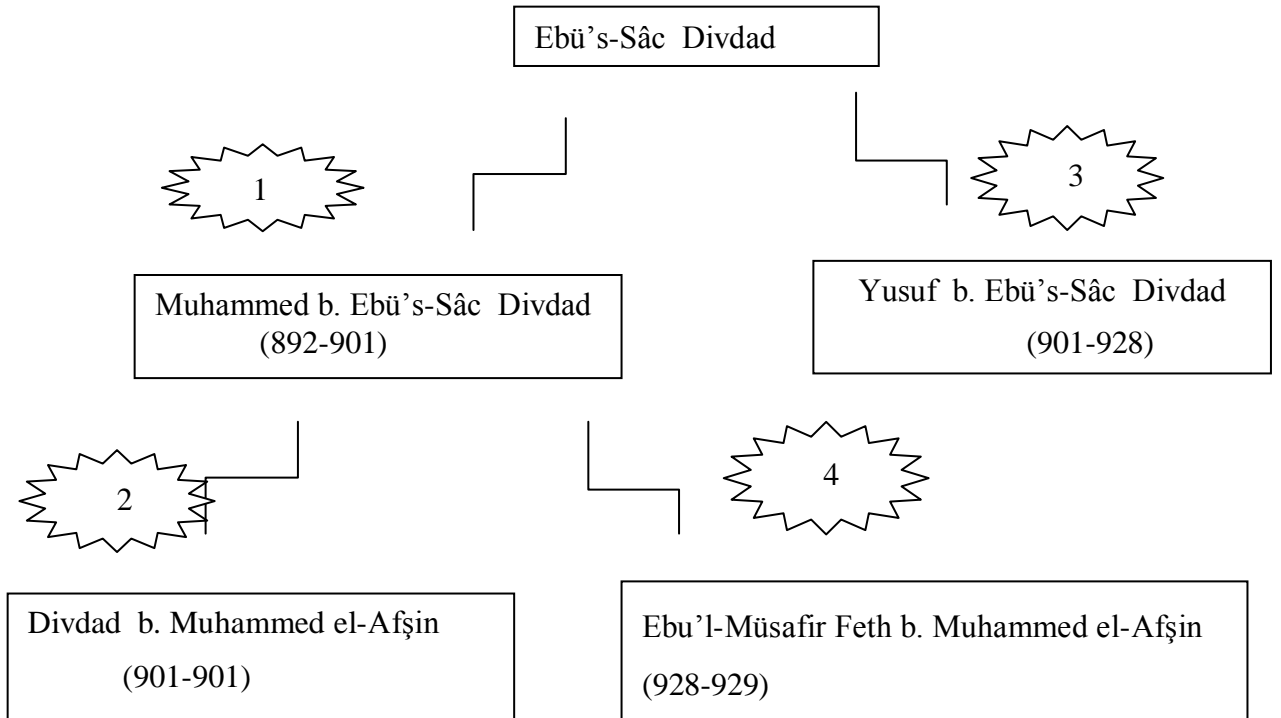 Ebü’s-Sâc Divdad
1
3
Muhammed b. Ebü’s-Sâc Divdad
(892-901)
Yusuf b. Ebü’s-Sâc Divdad
(901-928)
2
4
Divdad b. Muhammed el-Afşin
(901-901)
Ebu’l-Müsafir Feth b. Muhammed el-Afşin
(928-929)